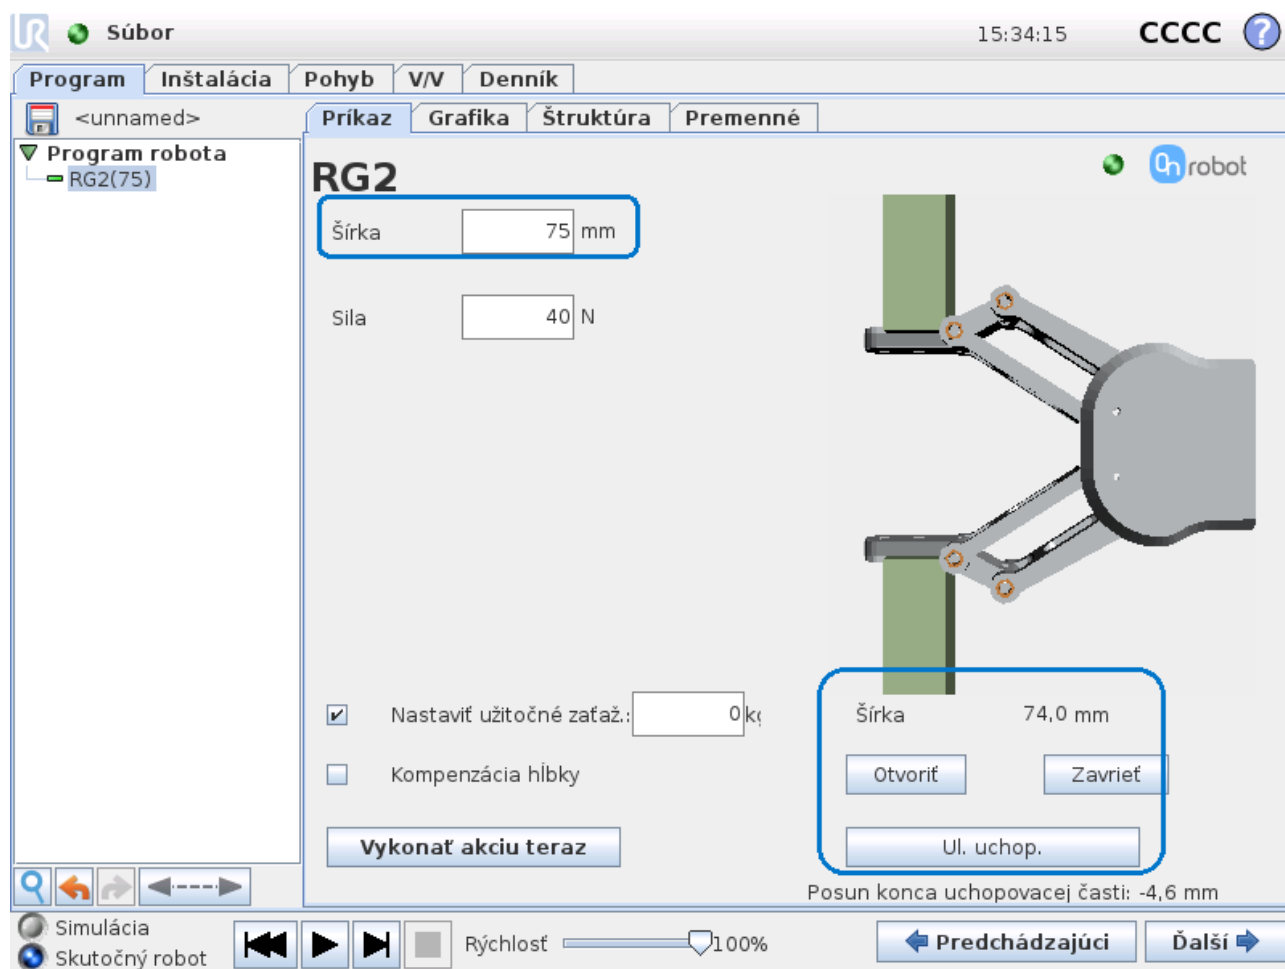 Súbor 15:34:15 CCCC ?
Program Inštalácia Pohyb V/V Denník
<unnamed> Príkaz Grafika Štruktúra Premenné
Program robota
RG2(75)
RG2
On robot
Šírka 75 mm
Sila 40 N
Nastaviť užitočné zaťaž.: 0 kg
Šírka 74,0 mm
Kompenzácia hĺbky
Otvoriť Zavrieť
Vykonať akciu teraz
Ul. uchop.
Posun konca uchopovacej časti: -4,6 mm
Simulácia
Skutočný robot
Rýchlosť 100%
Predchádzajúci Ďalší